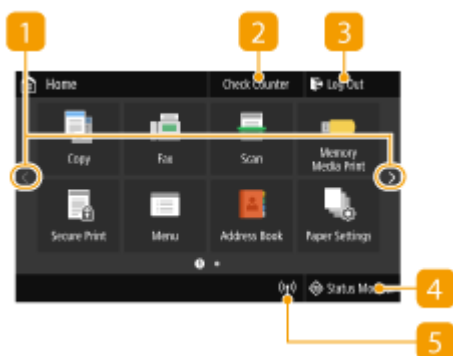 1
2
3
Home
Check Counter
Log Out
Copy
Fax
Scan
Memory
Media Print
Secure Print
Menu
Address Book
Paper Settings
Status Mo
4
5